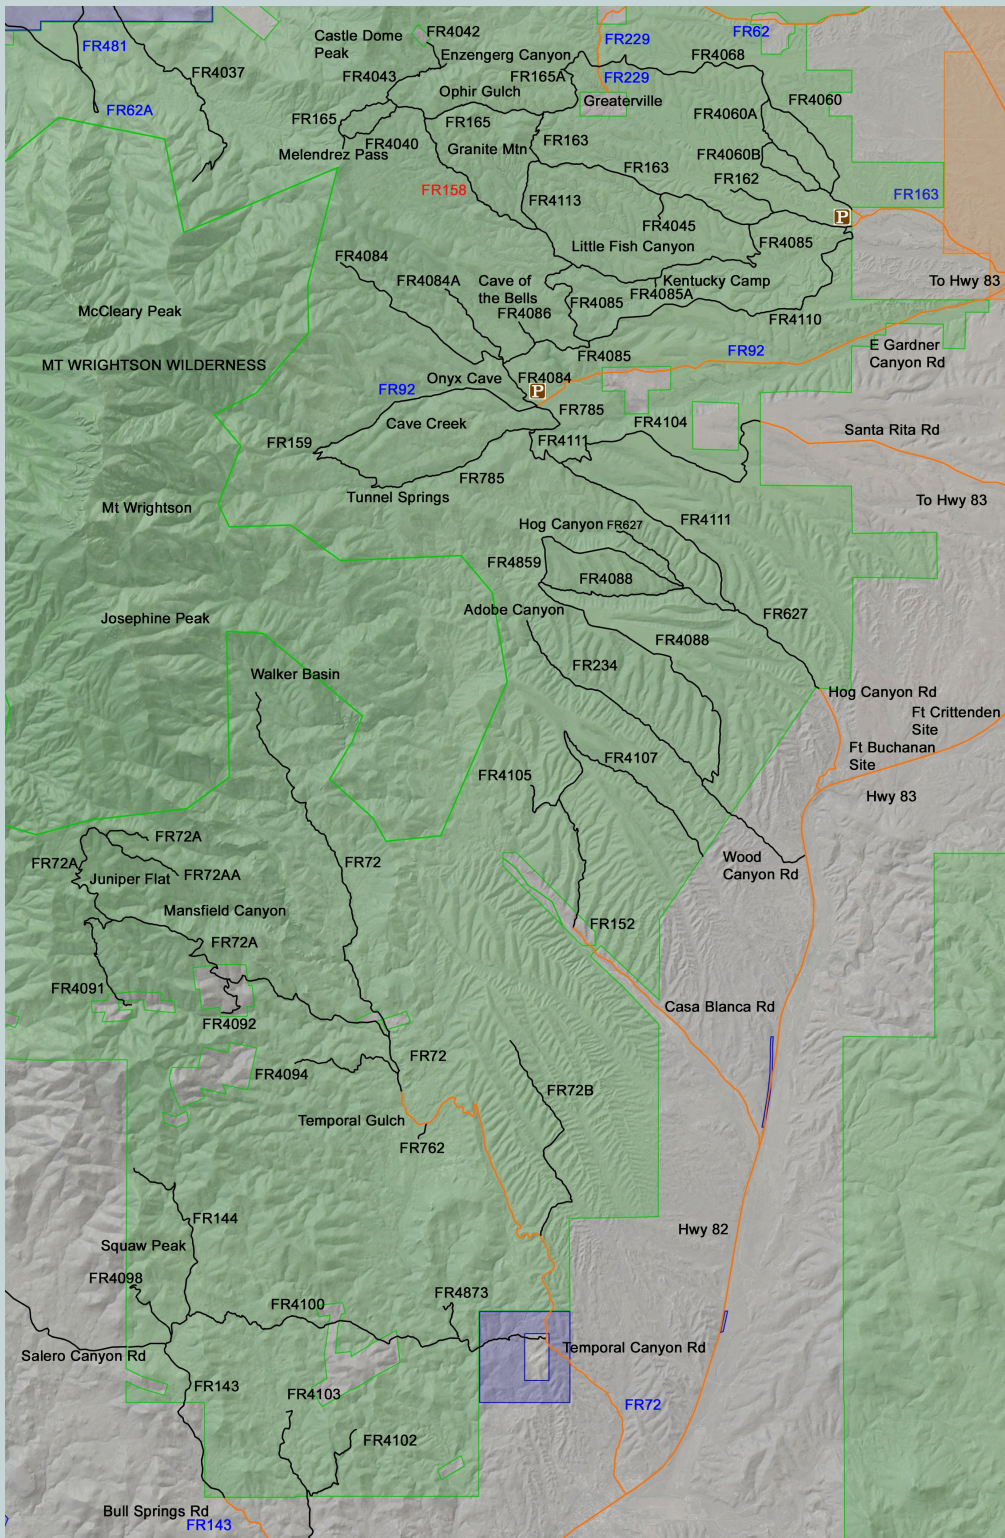 FR481
FR4037
FR62A
Castle Dome
Peak
FR4042
FR229
FR62
Enzengerg Canyon
FR4068
FR4043
FR165A
FR229
Ophir Gulch
Greaterville
FR4060
FR4060A
FR165
FR165
FR4040
Granite Mtn
FR163
Melendrez Pass
FR4060B
FR163
FR162
FR158
FR163
FR4113
P
FR4045
Little Fish Canyon
FR4085
FR4084
FR4084A
Cave of
the Bells
Kentucky Camp
To Hwy 83
FR4085
FR4085A
McCleary Peak
FR4086
FR4110
E Gardner
Canyon Rd
FR92
FR4085
MT WRIGHTSON WILDERNESS
Onyx Cave
FR4084
FR92
P
FR785
Cave Creek
FR4104
Santa Rita Rd
FR159
FR4111
FR785
Tunnel Springs
To Hwy 83
Mt Wrightson
FR4111
Hog Canyon
FR627
FR4859
FR4088
Adobe Canyon
FR627
Josephine Peak
FR4088
FR234
Walker Basin
Hog Canyon Rd
Ft Crittenden
Site
Ft Buchanan
Site
FR4107
FR4105
Hwy 83
FR72A
FR72A
FR72
Wood
Canyon Rd
FR72AA
Juniper Flat
Mansfield Canyon
FR152
FR72A
FR4091
Casa Blanca Rd
FR4092
FR72
FR4094
FR72B
Temporal Gulch
FR762
FR144
Hwy 82
Squaw Peak
FR4098
FR4873
FR4100
Temporal Canyon Rd
Salero Canyon Rd
FR143
FR4103
FR72
FR4102
Bull Springs Rd
FR143